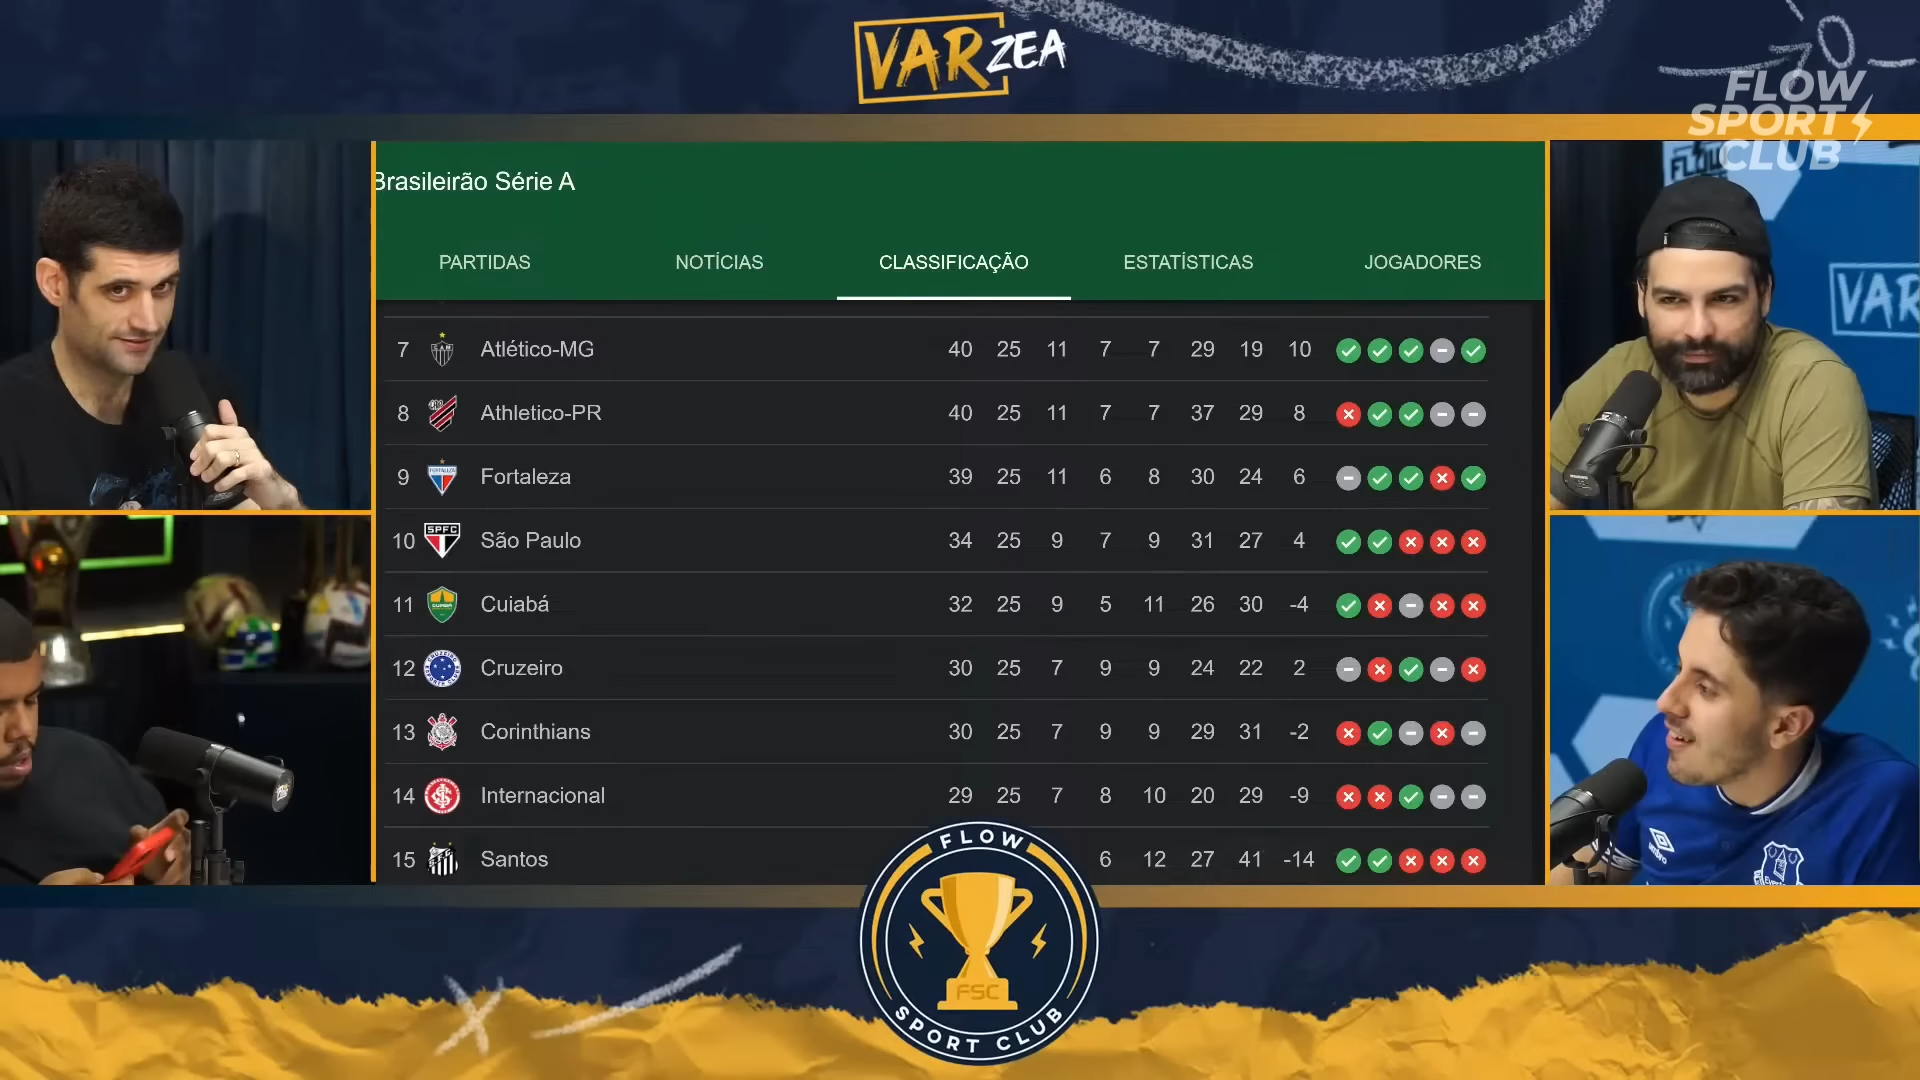 VARZEA
FLOW
SPORT
CLUB
Brasileirão Série A
PARTIDAS NOTÍCIAS CLASSIFICAÇÃO ESTATÍSTICAS JOGADORES
7 Atlético-MG 40 25 11 7 7 29 19 10
8 Athletico-PR 40 25 11 7 7 37 29 8
9 Fortaleza 39 25 11 6 8 30 24 6
10 SPFC São Paulo 34 25 9 7 9 31 27 4
11 Cuiabá 32 25 9 5 11 26 30 -4
12 Cruzeiro 30 25 7 9 9 24 22 2
13 Corinthians 30 25 7 9 9 29 31 -2
14 Internacional 29 25 7 8 10 20 29 -9
15 Santos 6 12 27 41 -14
VAR
umbro
FLOW
FSC
SPORT CLUB